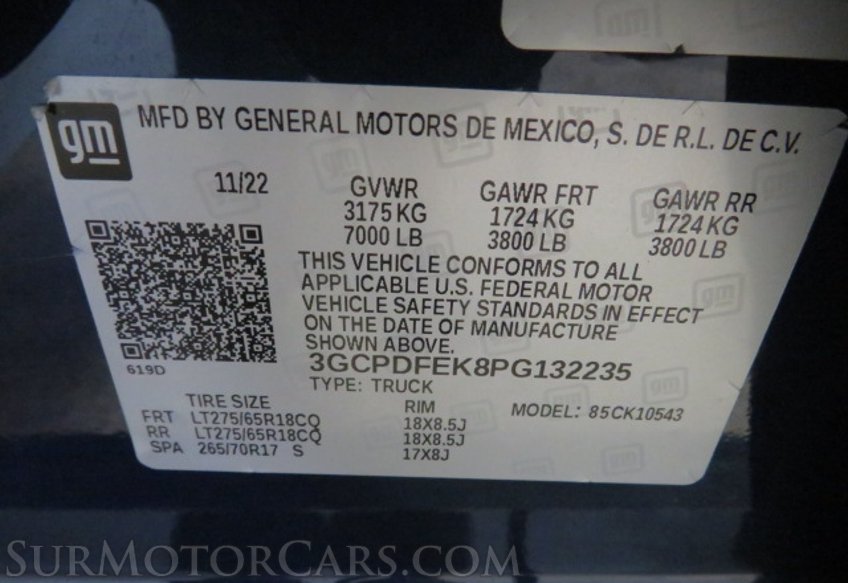 gm MFD BY GENERAL MOTORS DE MEXICO, S. DE R.L. DE C.V.
11/22 GVWR GAWR FRT GAWR RR
3175 KG 1724 KG 1724 KG
7000 LB 3800 LB 3800 LB
THIS VEHICLE CONFORMS TO ALL
APPLICABLE U.S. FEDERAL MOTOR
VEHICLE SAFETY STANDARDS IN EFFECT
ON THE DATE OF MANUFACTURE
SHOWN ABOVE.
619D 3GCPDFEK8PG132235
TYPE: TRUCK
TIRE SIZE RIM MODEL: 85CK10543
FRT LT275/65R18CQ 18X8.5J
RR LT275/65R18CQ 18X8.5J
SPA 265/70R17 S 17X8J
SURMOTORCARS.COM